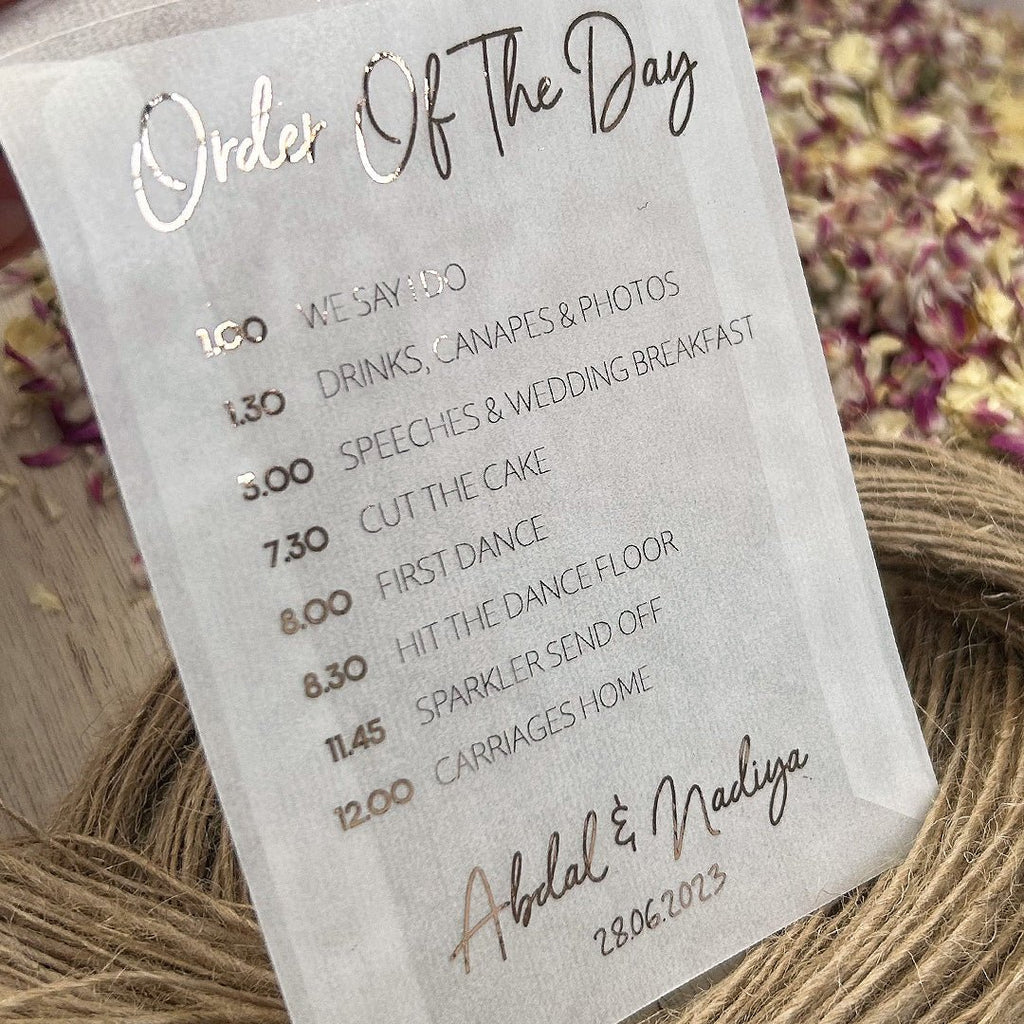 Order Of The Day
1.00 WE SAY I DO
1.30 DRINKS, CANAPES & PHOTOS
3.00 SPEECHES & WEDDING BREAKFAST
7.30 CUT THE CAKE
8.00 FIRST DANCE
8.30 HIT THE DANCE FLOOR
11.45 SPARKLER SEND OFF
12.00 CARRIAGES HOME
Abdal & Nadiya
28.06.2023